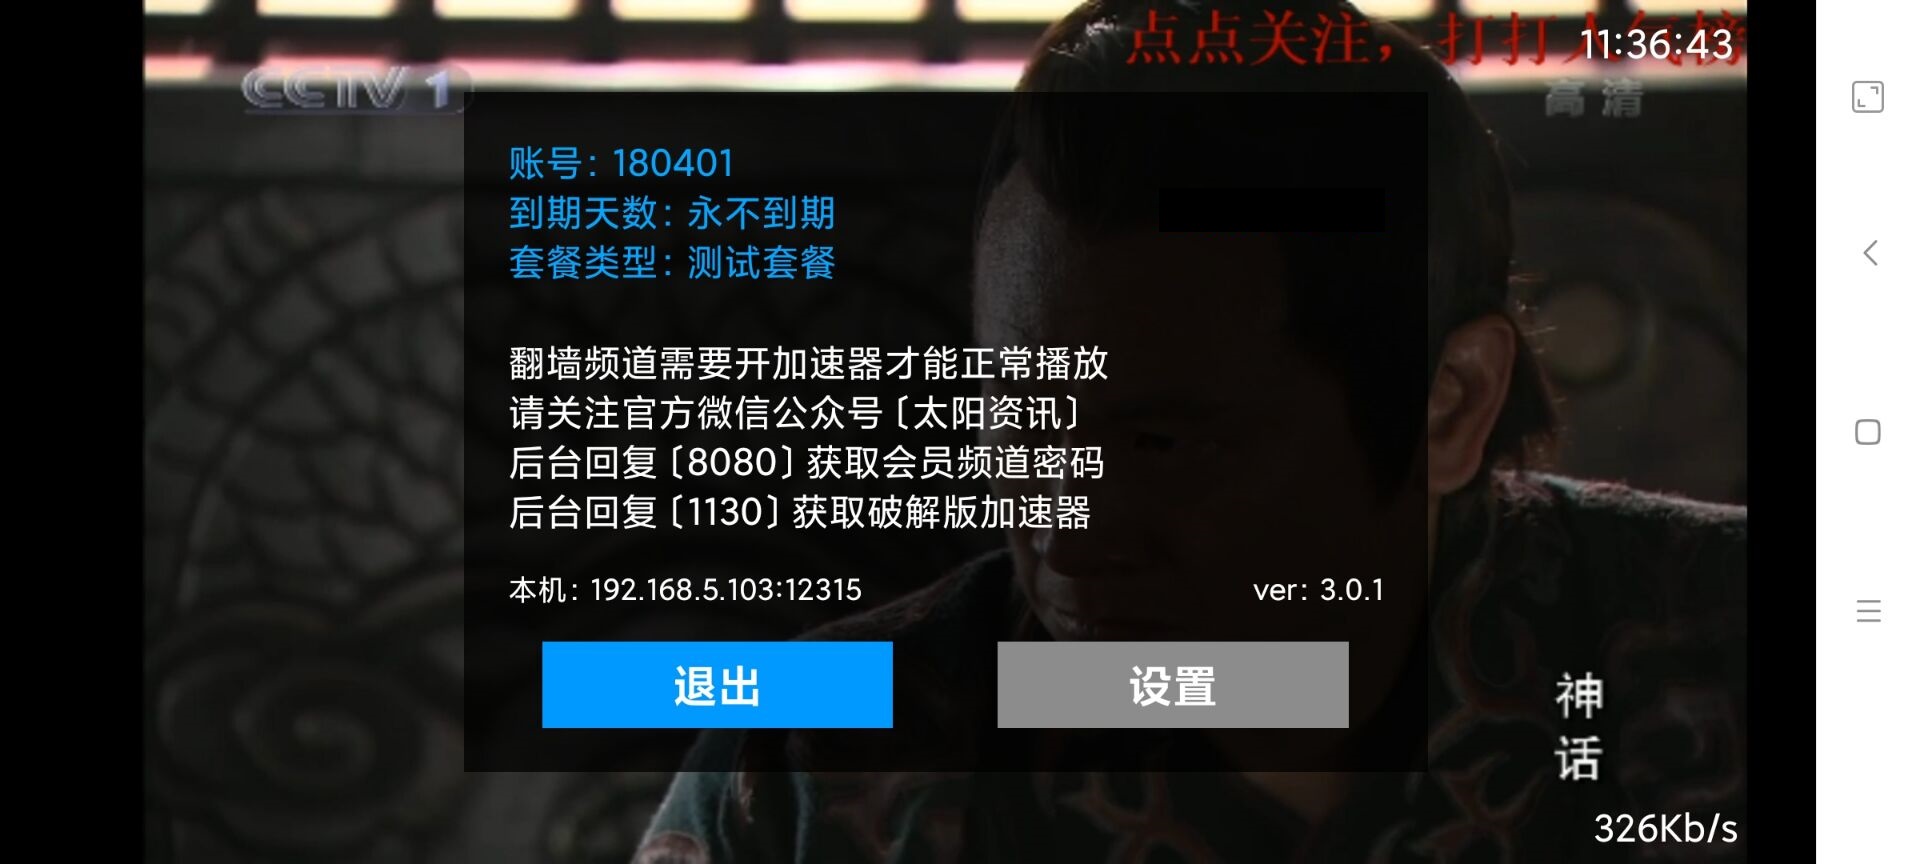 点点关注，打打人气榜
11:36:43
CCTV 1
高清
账号: 180401
到期天数: 永不到期
套餐类型: 测试套餐
翻墙频道需要开加速器才能正常播放
请关注官方微信公众号〔太阳资讯〕
后台回复〔8080〕获取会员频道密码
后台回复〔1130〕获取破解版加速器
本机: 192.168.5.103:12315
ver: 3.0.1
退出
设置
神话
326Kb/s